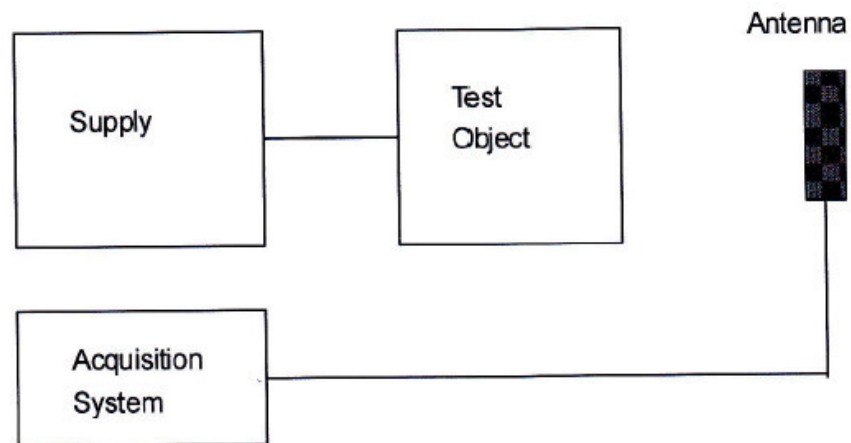 Antenna
Supply
Test
Object
Acquisition
System